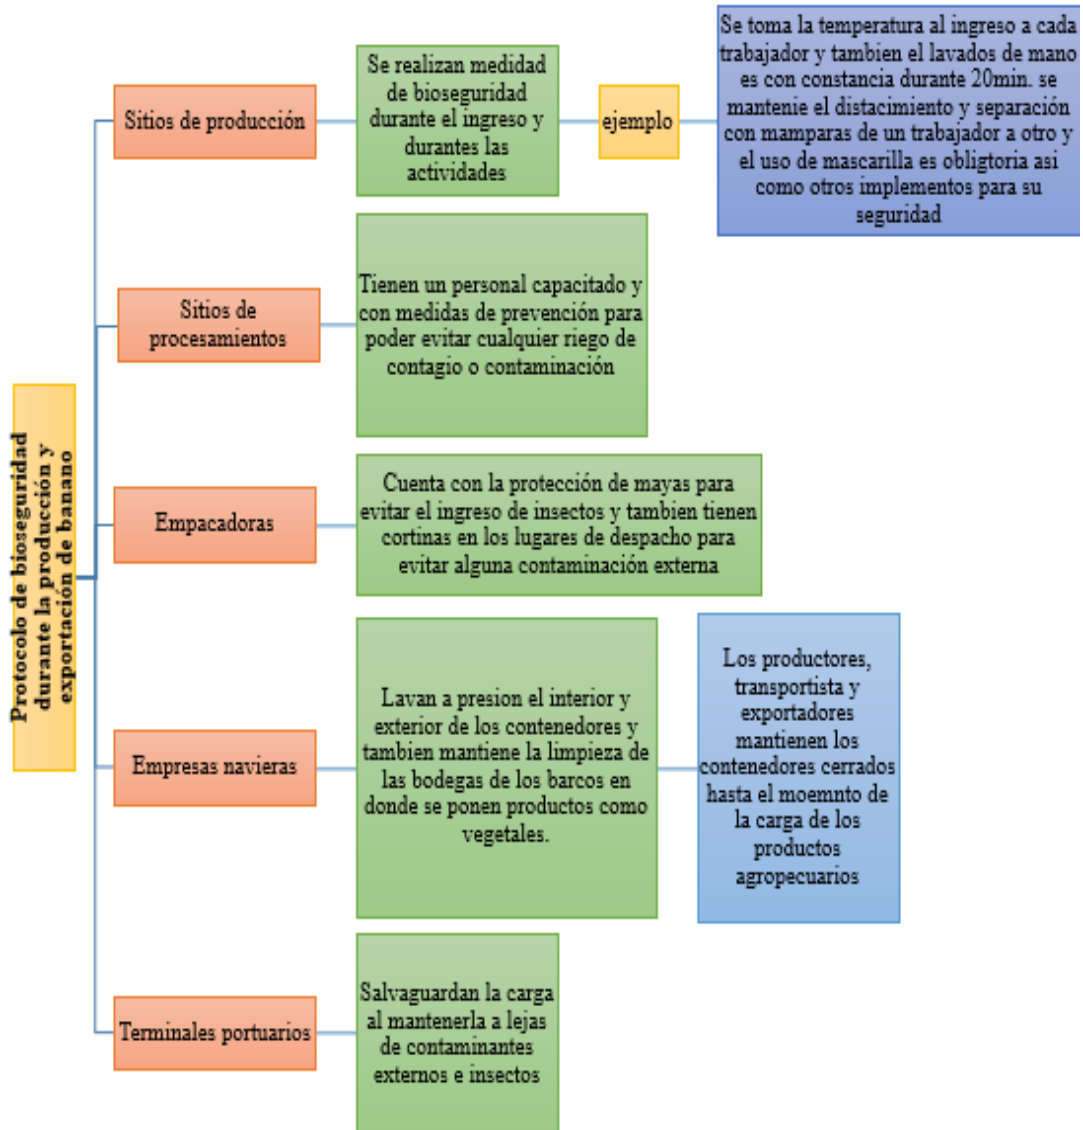 Protocolo de bioseguridad
durante la producción y
exportación de banano
Sitios de producción
Se realizan medidad
de bioseguridad
durante el ingreso y
durantes las
actividades
ejemplo
Se toma la temperatura al ingreso a cada
trabajador y tambien el lavados de mano
es con constancia durante 20min. se
mantenie el distacimiento y separación
con mamparas de un trabajador a otro y
el uso de mascarilla es obligtoria asi
como otros implementos para su
seguridad
Sitios de
procesamientos
Tienen un personal capacitado y
con medidas de prevención para
poder evitar cualquier riego de
contagio o contaminación
Empacadoras
Cuenta con la protección de mayas para
evitar el ingreso de insectos y tambien tienen
cortinas en los lugares de despacho para
evitar alguna contaminación externa
Empresas navieras
Lavan a presion el interior y
exterior de los contenedores y
tambien mantiene la limpieza de
las bodegas de los barcos en
donde se ponen productos como
vegetales.
Los productores,
transportista y
exportadores
mantienen los
contenedores cerrados
hasta el moemnto de
la carga de los
productos
agropecuarios
Terminales portuarios
Salvaguardan la carga
al mantenerla a lejas
de contaminantes
externos e insectos